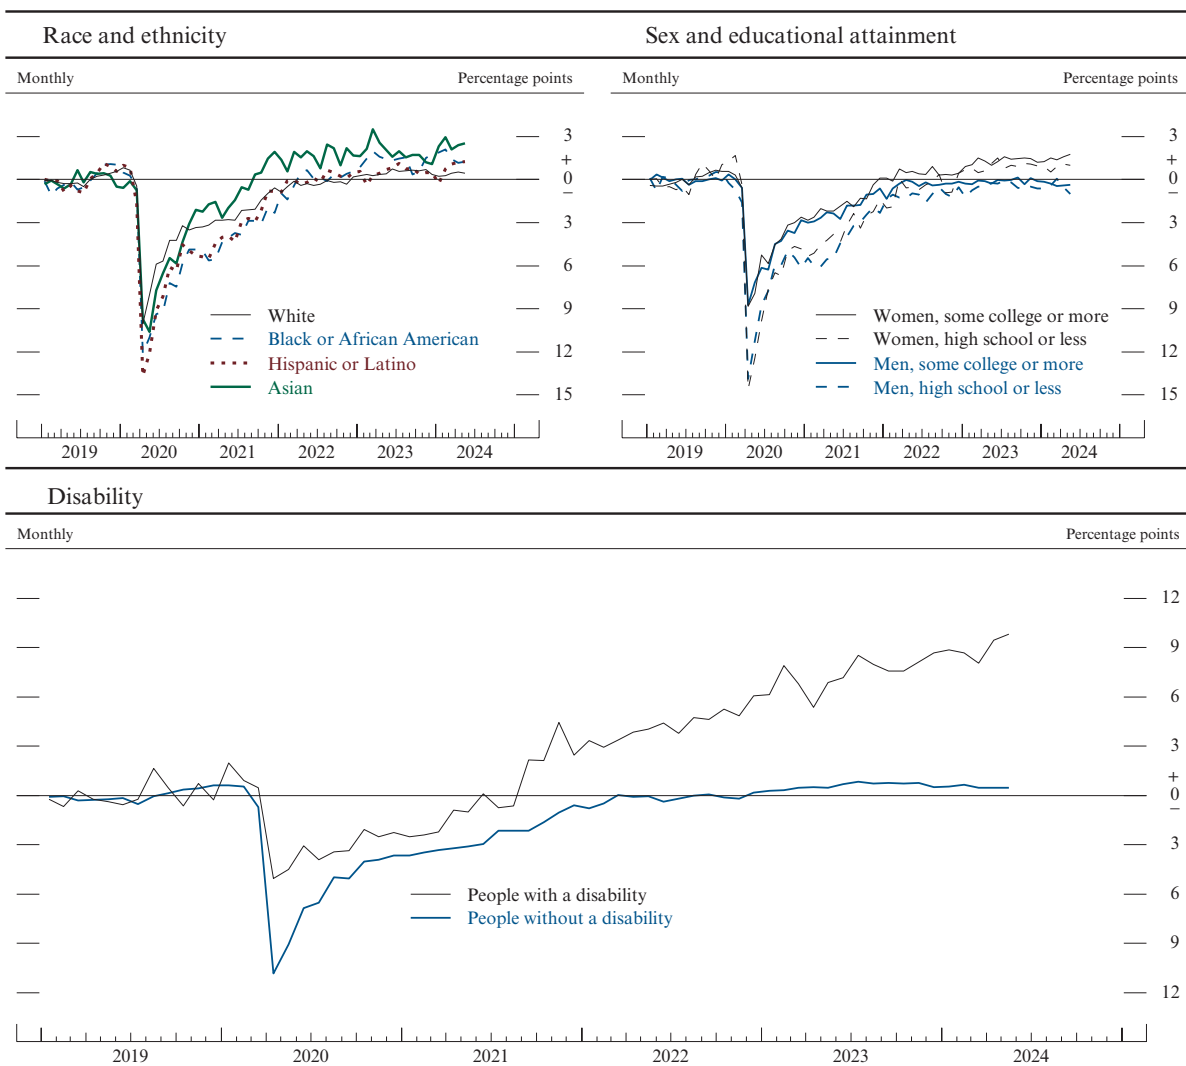 Race and ethnicity
Monthly Percentage points
3
+
0
−
3
6
9
12
15
White
Black or African American
Hispanic or Latino
Asian
2019 2020 2021 2022 2023 2024
Sex and educational attainment
Monthly Percentage points
3
+
0
−
3
6
9
12
15
Women, some college or more
Women, high school or less
Men, some college or more
Men, high school or less
2019 2020 2021 2022 2023 2024
Disability
Monthly Percentage points
12
9
6
3
+
0
−
3
6
9
12
People with a disability
People without a disability
2019 2020 2021 2022 2023 2024